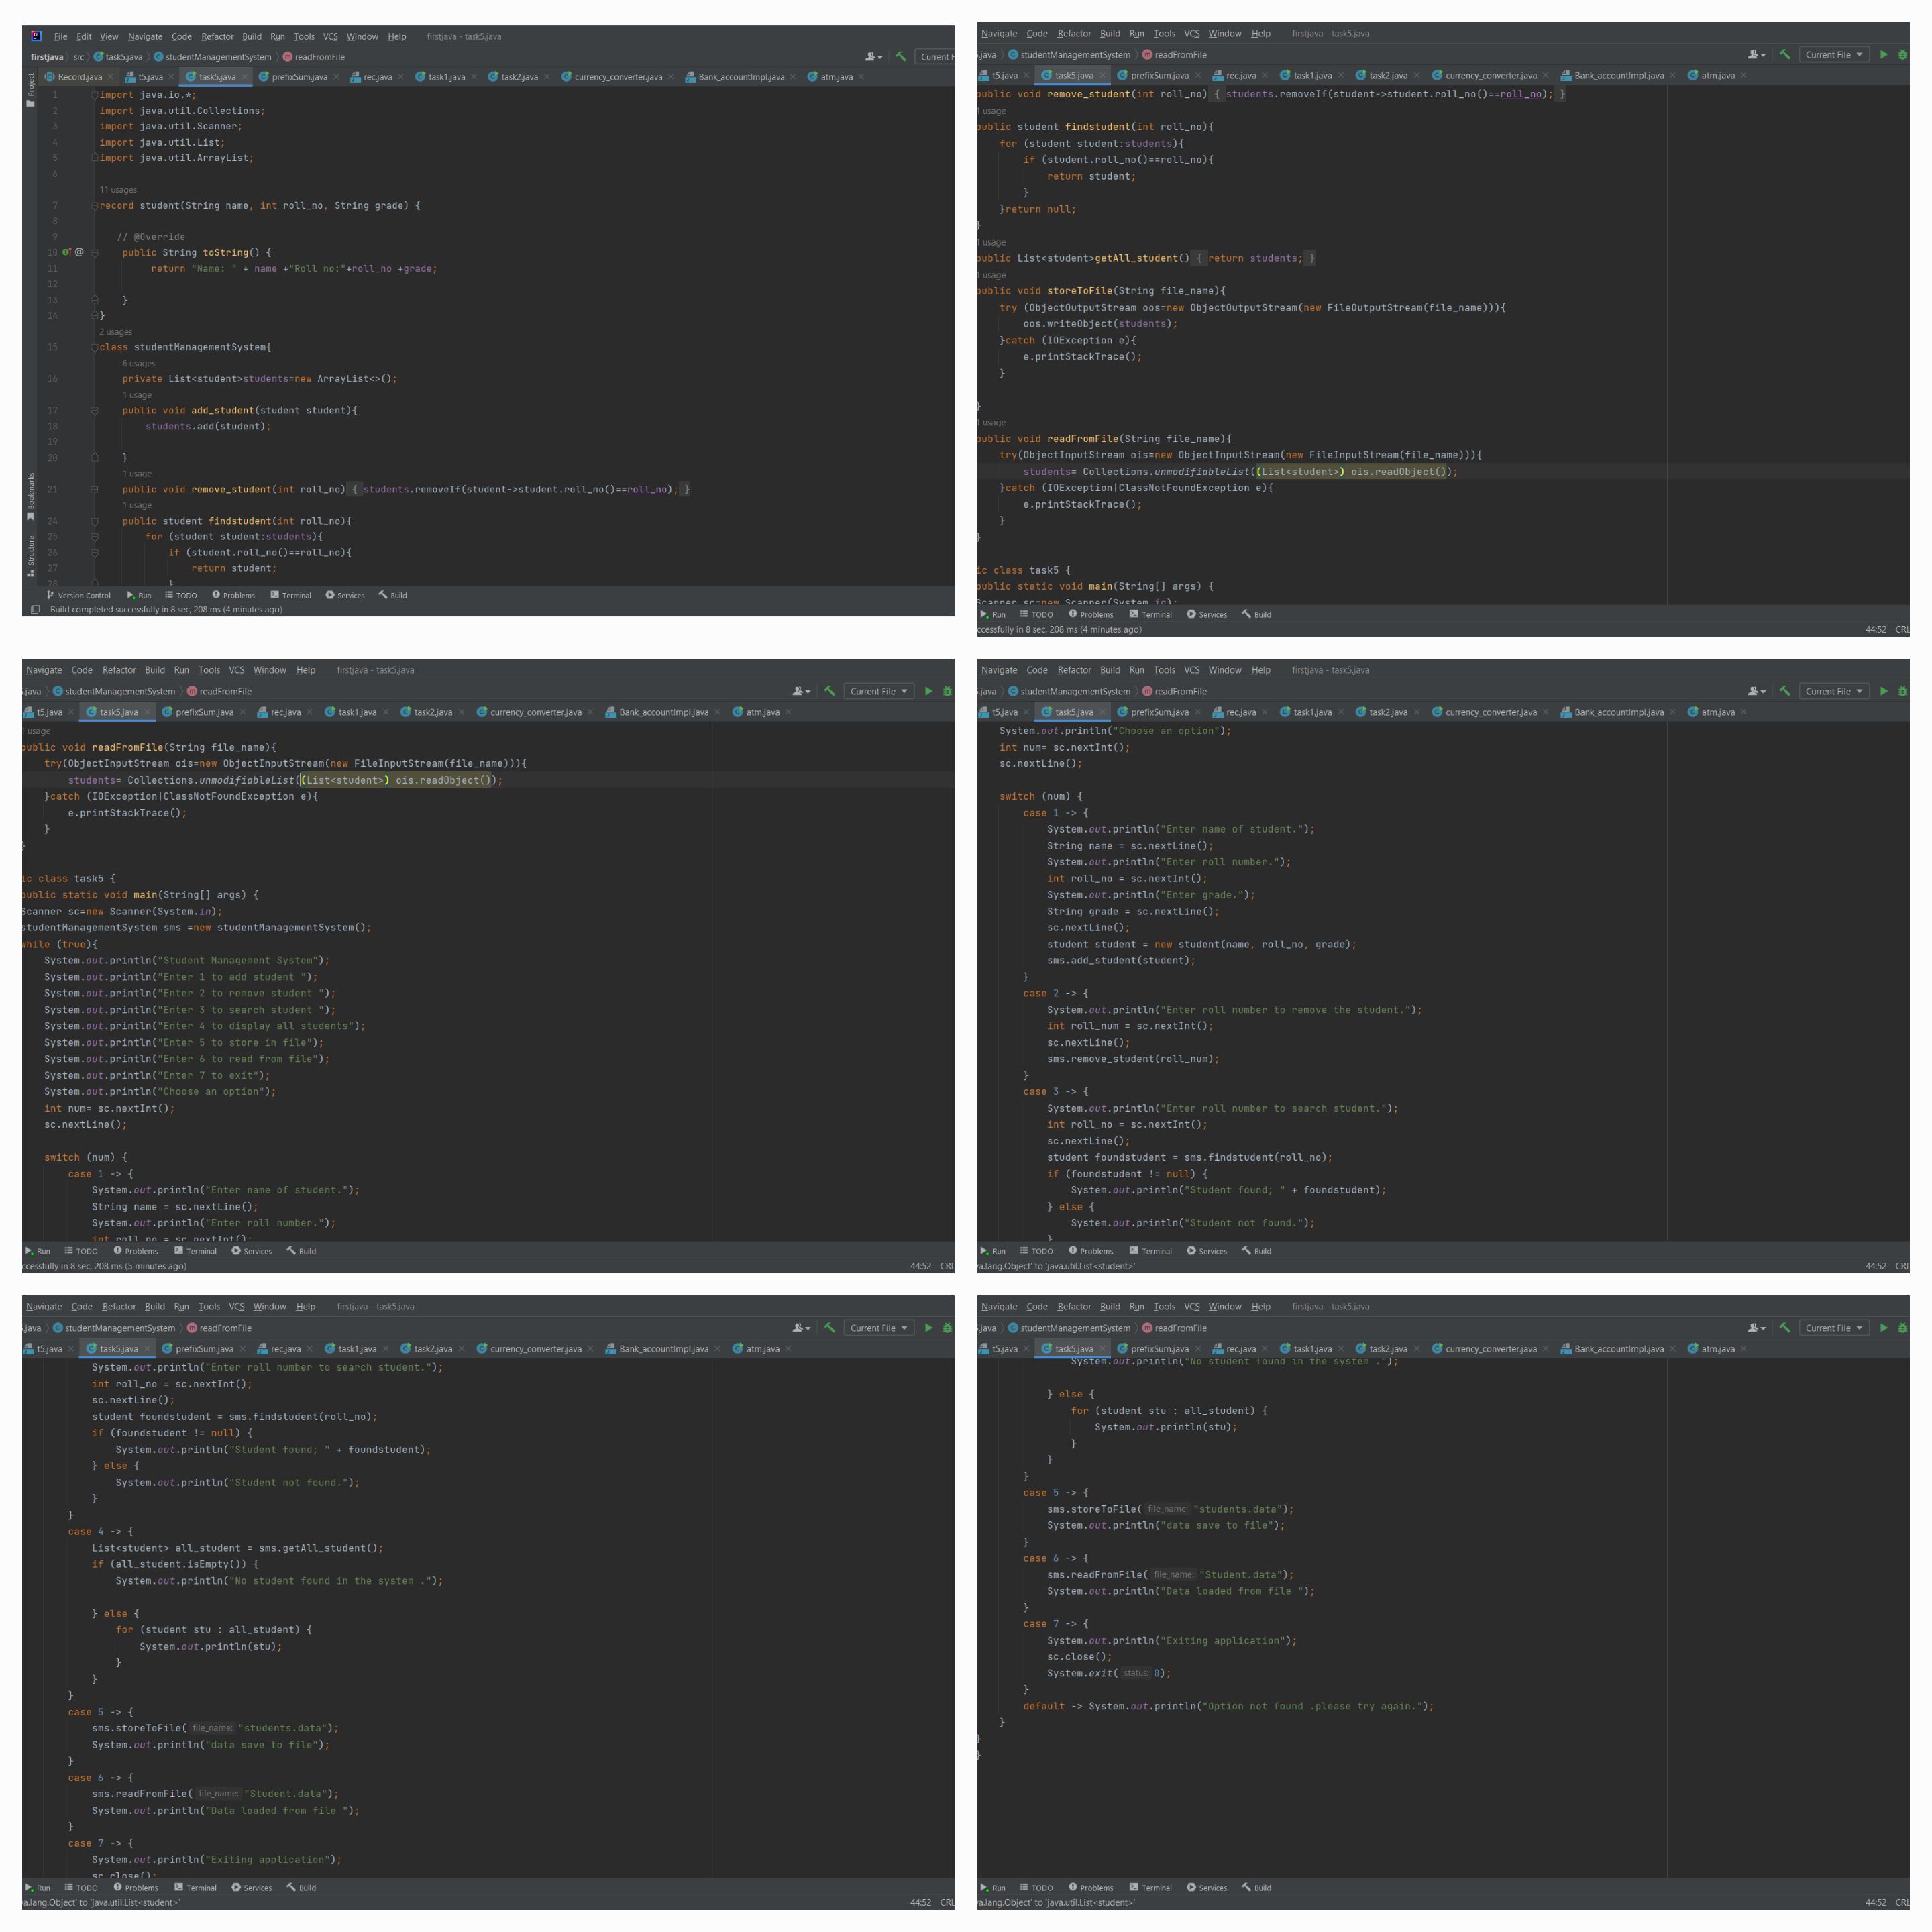 File Edit View Navigate Code Refactor Build Run Tools VCS Window Help firstjava - task5.java
firstjava src task5.java studentManagementSystem readFromFile Current F
Project Record.java t5.java task5.java prefixSum.java rec.java task1.java task2.java currency_converter.java Bank_accountImpl.java atm.java
1 import java.io.*;
2 import java.util.Collections;
3 import java.util.Scanner;
4 import java.util.List;
5 import java.util.ArrayList;
6
11 usages
7 record student(String name, int roll_no, String grade) {
8
9 // @Override
10 @ public String toString() {
11 return "Name: " + name +"Roll no:"+roll_no +grade;
12
13 }
14 }
2 usages
15 class studentManagementSystem{
6 usages
16 private List<student>students=new ArrayList<>();
1 usage
17 public void add_student(student student){
18 students.add(student);
19
20 }
1 usage
21 public void remove_student(int roll_no) { students.removeIf(student->student.roll_no()==roll_no); }
1 usage
24 public student findstudent(int roll_no){
25 for (student student:students){
26 if (student.roll_no()==roll_no){
27 return student;
28 }
Bookmarks
Structure
Version Control Run TODO Problems Terminal Services Build
Build completed successfully in 8 sec, 208 ms (4 minutes ago)
Navigate Code Refactor Build Run Tools VCS Window Help firstjava - task5.java
.java studentManagementSystem readFromFile Current File
t5.java task5.java prefixSum.java rec.java task1.java task2.java currency_converter.java Bank_accountImpl.java atm.java
public void remove_student(int roll_no) { students.removeIf(student->student.roll_no()==roll_no); }
1 usage
public student findstudent(int roll_no){
for (student student:students){
if (student.roll_no()==roll_no){
return student;
}
}return null;
}
1 usage
public List<student>getAll_student() { return students; }
1 usage
public void storeToFile(String file_name){
try (ObjectOutputStream oos=new ObjectOutputStream(new FileOutputStream(file_name))){
oos.writeObject(students);
}catch (IOException e){
e.printStackTrace();
}
}
1 usage
public void readFromFile(String file_name){
try(ObjectInputStream ois=new ObjectInputStream(new FileInputStream(file_name))){
students= Collections.unmodifiableList((List<student>) ois.readObject());
}catch (IOException|ClassNotFoundException e){
e.printStackTrace();
}
}
ic class task5 {
public static void main(String[] args) {
Scanner sc=new Scanner(System.in);
Run TODO Problems Terminal Services Build
ccessfully in 8 sec, 208 ms (4 minutes ago) 44:52 CRL
Navigate Code Refactor Build Run Tools VCS Window Help firstjava - task5.java
.java studentManagementSystem readFromFile Current File
t5.java task5.java prefixSum.java rec.java task1.java task2.java currency_converter.java Bank_accountImpl.java atm.java
1 usage
public void readFromFile(String file_name){
try(ObjectInputStream ois=new ObjectInputStream(new FileInputStream(file_name))){
students= Collections.unmodifiableList((List<student>) ois.readObject());
}catch (IOException|ClassNotFoundException e){
e.printStackTrace();
}
}
ic class task5 {
public static void main(String[] args) {
Scanner sc=new Scanner(System.in);
studentManagementSystem sms =new studentManagementSystem();
while (true){
System.out.println("Student Management System");
System.out.println("Enter 1 to add student ");
System.out.println("Enter 2 to remove student ");
System.out.println("Enter 3 to search student ");
System.out.println("Enter 4 to display all students");
System.out.println("Enter 5 to store in file");
System.out.println("Enter 6 to read from file");
System.out.println("Enter 7 to exit");
System.out.println("Choose an option");
int num= sc.nextInt();
sc.nextLine();
switch (num) {
case 1 -> {
System.out.println("Enter name of student.");
String name = sc.nextLine();
System.out.println("Enter roll number.");
int roll_no = sc.nextInt();
Run TODO Problems Terminal Services Build
ccessfully in 8 sec, 208 ms (5 minutes ago) 44:52 CRL
Navigate Code Refactor Build Run Tools VCS Window Help firstjava - task5.java
.java studentManagementSystem readFromFile Current File
t5.java task5.java prefixSum.java rec.java task1.java task2.java currency_converter.java Bank_accountImpl.java atm.java
System.out.println("Choose an option");
int num= sc.nextInt();
sc.nextLine();
switch (num) {
case 1 -> {
System.out.println("Enter name of student.");
String name = sc.nextLine();
System.out.println("Enter roll number.");
int roll_no = sc.nextInt();
System.out.println("Enter grade.");
String grade = sc.nextLine();
sc.nextLine();
student student = new student(name, roll_no, grade);
sms.add_student(student);
}
case 2 -> {
System.out.println("Enter roll number to remove the student.");
int roll_num = sc.nextInt();
sc.nextLine();
sms.remove_student(roll_num);
}
case 3 -> {
System.out.println("Enter roll number to search student.");
int roll_no = sc.nextInt();
sc.nextLine();
student foundstudent = sms.findstudent(roll_no);
if (foundstudent != null) {
System.out.println("Student found; " + foundstudent);
} else {
System.out.println("Student not found.");
}
Run TODO Problems Terminal Services Build
a.lang.Object' to 'java.util.List<student>' 44:52 CRL
Navigate Code Refactor Build Run Tools VCS Window Help firstjava - task5.java
.java studentManagementSystem readFromFile Current File
t5.java task5.java prefixSum.java rec.java task1.java task2.java currency_converter.java Bank_accountImpl.java atm.java
System.out.println("Enter roll number to search student.");
int roll_no = sc.nextInt();
sc.nextLine();
student foundstudent = sms.findstudent(roll_no);
if (foundstudent != null) {
System.out.println("Student found; " + foundstudent);
} else {
System.out.println("Student not found.");
}
}
case 4 -> {
List<student> all_student = sms.getAll_student();
if (all_student.isEmpty()) {
System.out.println("No student found in the system .");
} else {
for (student stu : all_student) {
System.out.println(stu);
}
}
}
case 5 -> {
sms.storeToFile( file_name: "students.data");
System.out.println("data save to file");
}
case 6 -> {
sms.readFromFile( file_name: "Student.data");
System.out.println("Data loaded from file ");
}
case 7 -> {
System.out.println("Exiting application");
sc.close();
Run TODO Problems Terminal Services Build
a.lang.Object' to 'java.util.List<student>' 44:52 CRL
Navigate Code Refactor Build Run Tools VCS Window Help firstjava - task5.java
.java studentManagementSystem readFromFile Current File
t5.java task5.java prefixSum.java rec.java task1.java task2.java currency_converter.java Bank_accountImpl.java atm.java
System.out.println("No student found in the system .");
} else {
for (student stu : all_student) {
System.out.println(stu);
}
}
}
case 5 -> {
sms.storeToFile( file_name: "students.data");
System.out.println("data save to file");
}
case 6 -> {
sms.readFromFile( file_name: "Student.data");
System.out.println("Data loaded from file ");
}
case 7 -> {
System.out.println("Exiting application");
sc.close();
System.exit( status: 0);
}
default -> System.out.println("Option not found .please try again.");
}
}
}
Run TODO Problems Terminal Services Build
a.lang.Object' to 'java.util.List<student>' 44:52 CRL